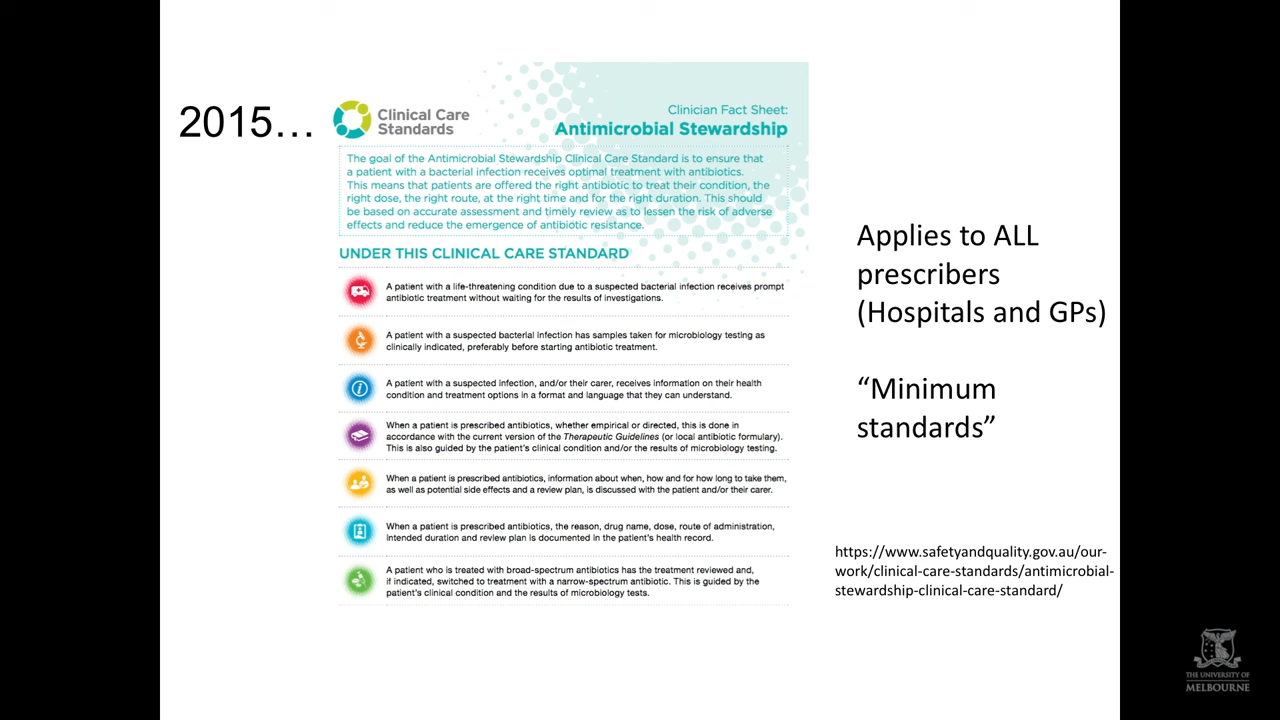 2015…
Clinical Care
Standards
Clinician Fact Sheet:
Antimicrobial Stewardship
The goal of the Antimicrobial Stewardship Clinical Care Standard is to ensure that
a patient with a bacterial infection receives optimal treatment with antibiotics.
This means that patients are offered the right antibiotic to treat their condition, the
right dose, the right route, at the right time and for the right duration. This should
be based on accurate assessment and timely review as to lessen the risk of adverse
effects and reduce the emergence of antibiotic resistance.
UNDER THIS CLINICAL CARE STANDARD
A patient with a life-threatening condition due to a suspected bacterial infection receives prompt
antibiotic treatment without waiting for the results of investigations.
A patient with a suspected bacterial infection has samples taken for microbiology testing as
clinically indicated, preferably before starting antibiotic treatment.
A patient with a suspected infection, and/or their carer, receives information on their health
condition and treatment options in a format and language that they can understand.
When a patient is prescribed antibiotics, whether empirical or directed, this is done in
accordance with the current version of the Therapeutic Guidelines (or local antibiotic formulary).
This is also guided by the patient's clinical condition and/or the results of microbiology testing.
When a patient is prescribed antibiotics, information about when, how and for how long to take them,
as well as potential side effects and a review plan, is discussed with the patient and/or their carer.
When a patient is prescribed antibiotics, the reason, drug name, dose, route of administration,
intended duration and review plan is documented in the patient's health record.
A patient who is treated with broad-spectrum antibiotics has the treatment reviewed and,
if indicated, switched to treatment with a narrow-spectrum antibiotic. This is guided by the
patient's clinical condition and the results of microbiology tests.
Applies to ALL
prescribers
(Hospitals and GPs)
“Minimum
standards”
https://www.safetyandquality.gov.au/our-
work/clinical-care-standards/antimicrobial-
stewardship-clinical-care-standard/
THE UNIVERSITY OF
MELBOURNE